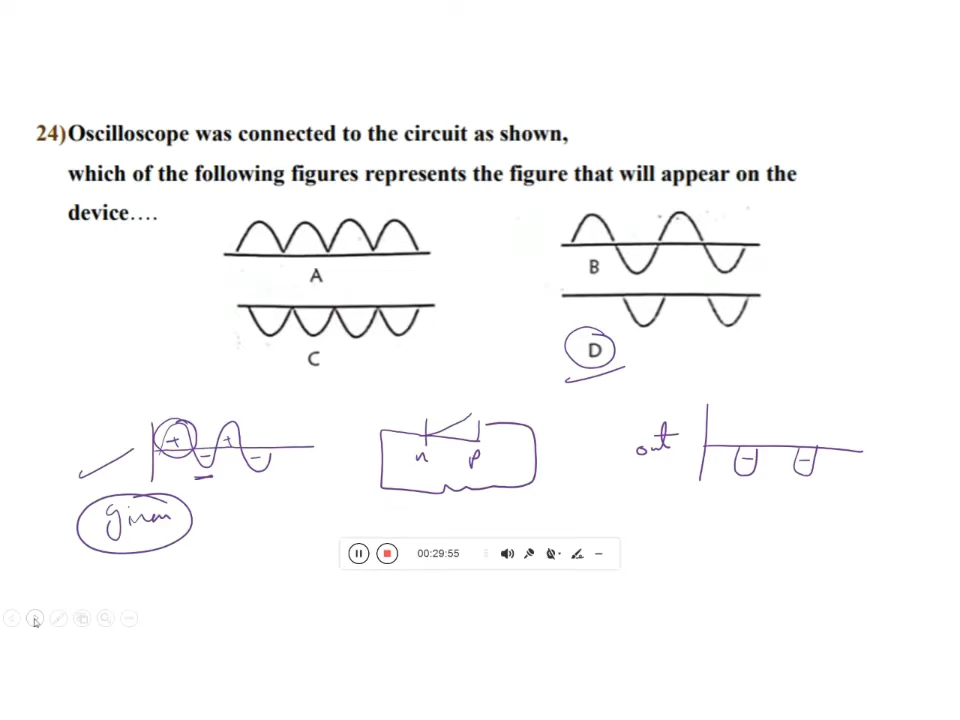 24)Oscilloscope was connected to the circuit as shown,
which of the following figures represents the figure that will appear on the
device....
A
B
C
D
+ - + -
n p
out
- -
given
00:29:55